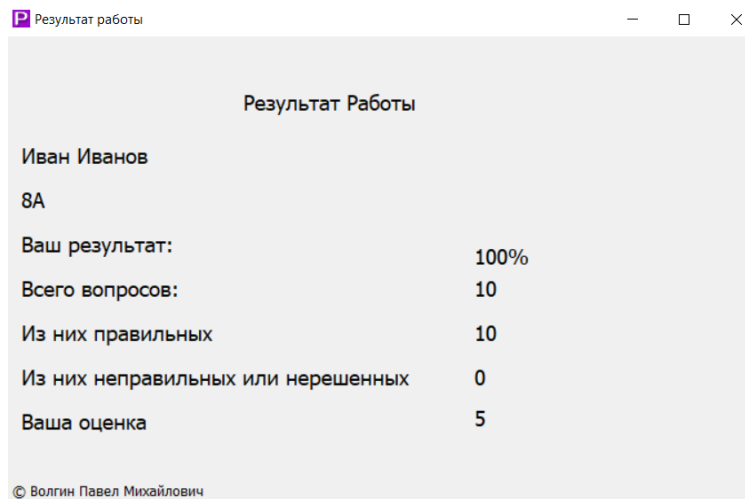 P Результат работы
Результат Работы
Иван Иванов
8А
Ваш результат: 100%
Всего вопросов: 10
Из них правильных 10
Из них неправильных или нерешенных 0
Ваша оценка 5
© Волгин Павел Михайлович